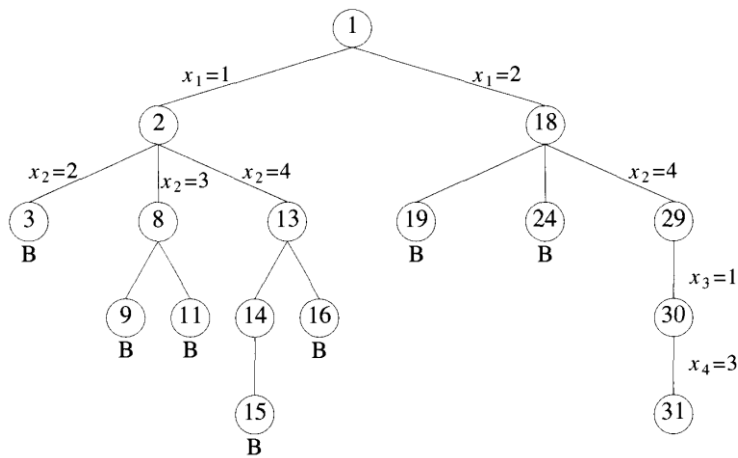 1
x₁=1
x₁=2
2
18
x₂=2
x₂=3
x₂=4
x₂=4
3
8
13
19
24
29
B
B
B
x₃=1
9
11
14
16
30
B
B
B
x₄=3
15
31
B